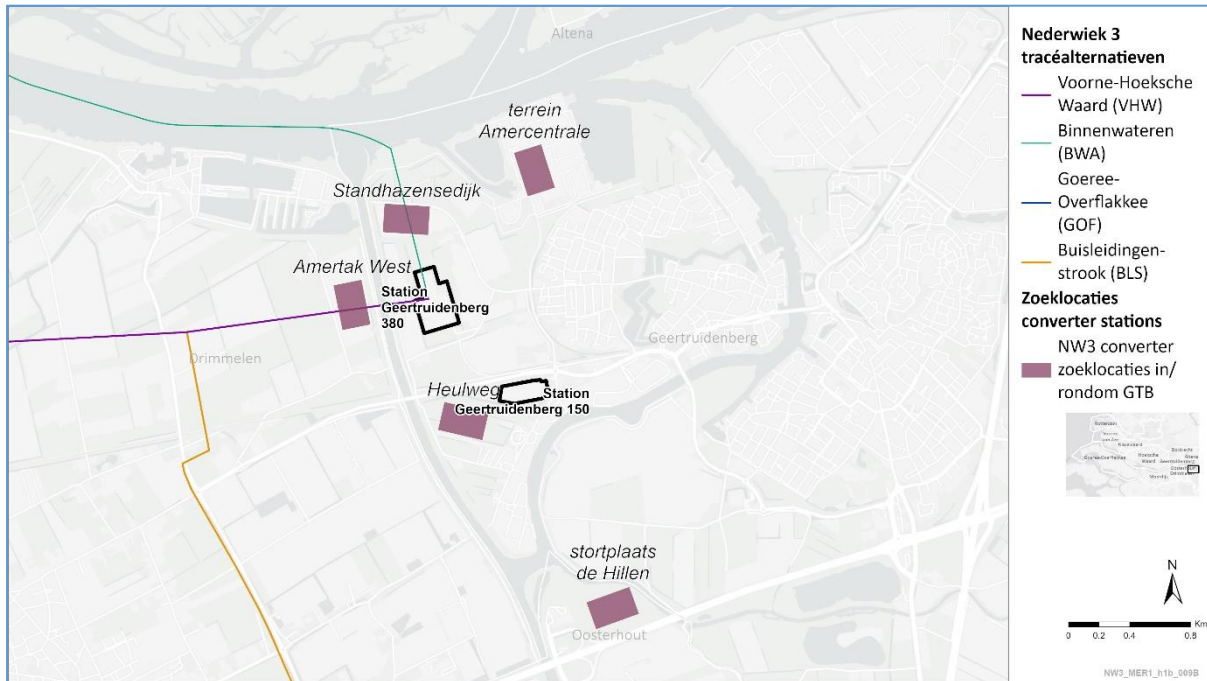 Altena
terrein
Amercentrale
Standhazensedijk
Amertak West
Station
Geertruidenberg
380
Geertruidenberg
Drimmelen
Heulweg
Station
Geertruidenberg 150
stortplaats
de Hillen
Oosterhout
Nederwiek 3
tracéalternatieven
Voorne-Hoeksche
Waard (VHW)
Binnenwateren
(BWA)
Goeree-
Overflakkee
(GOF)
Buisleidingen-
strook (BLS)
Zoeklocaties
converter stations
NW3 converter
zoeklocaties in/
rondom GTB
N
Km
0 0.2 0.4 0.8
NW3_MER1_h1b_009B